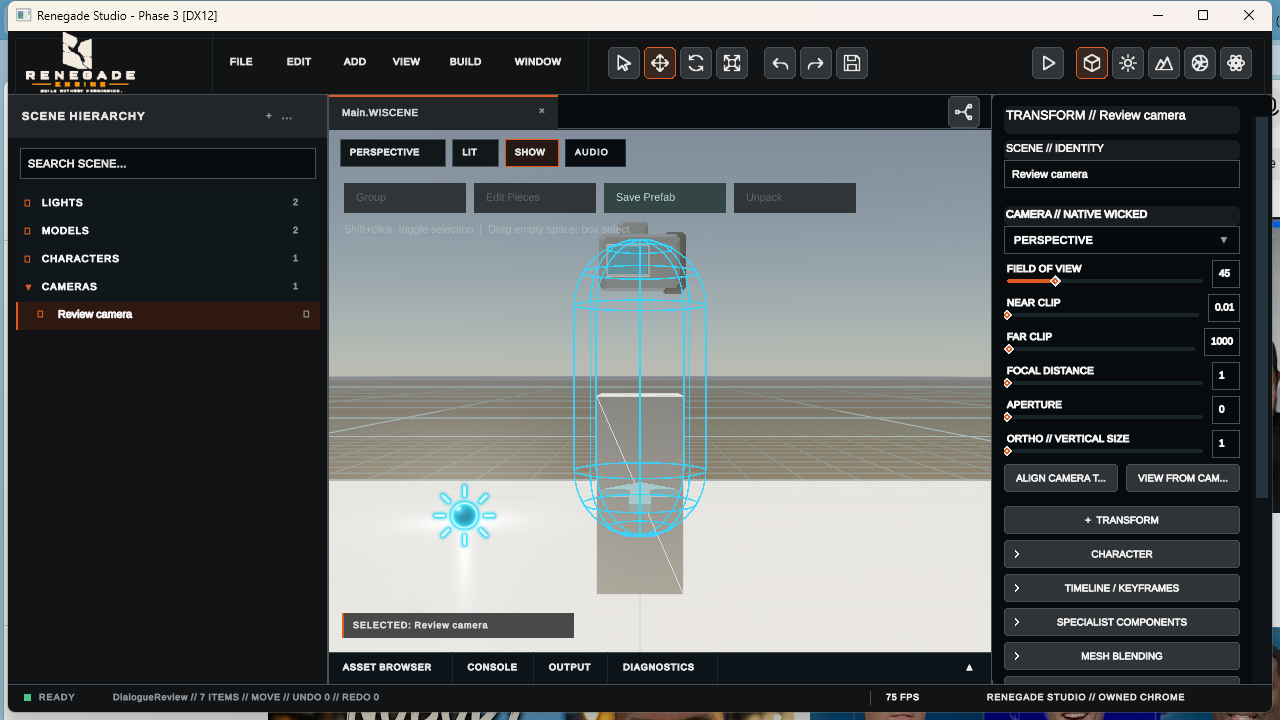 Renegade Studio - Phase 3 [DX12]
RENEGADE
ENGINE
BUILD WITHOUT PERMISSION.
FILE EDIT ADD VIEW BUILD WINDOW
SCENE HIERARCHY + ...
SEARCH SCENE...
LIGHTS 2
MODELS 2
CHARACTERS 1
CAMERAS 1
Review camera
Main.WISCENE ×
PERSPECTIVE LIT SHOW AUDIO
Group Edit Pieces Save Prefab Unpack
Shift+click: toggle selection | Drag empty space: box select
SELECTED: Review camera
ASSET BROWSER CONSOLE OUTPUT DIAGNOSTICS
TRANSFORM // Review camera
SCENE // IDENTITY
Review camera
CAMERA // NATIVE WICKED
PERSPECTIVE
FIELD OF VIEW 45
NEAR CLIP 0.01
FAR CLIP 1000
FOCAL DISTANCE 1
APERTURE 0
ORTHO // VERTICAL SIZE 1
ALIGN CAMERA T... VIEW FROM CAM...
+ TRANSFORM
CHARACTER
TIMELINE / KEYFRAMES
SPECIALIST COMPONENTS
MESH BLENDING
READY DialogueReview // 7 ITEMS // MOVE // UNDO 0 // REDO 0 75 FPS RENEGADE STUDIO // OWNED CHROME